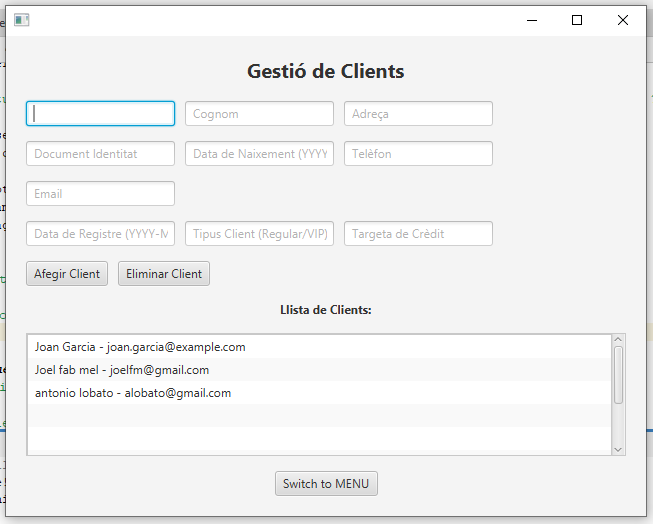 Gestió de Clients
Cognom Adreça
Document Identitat Data de Naixement (YYYY Telèfon
Email
Data de Registre (YYYY-M Tipus Client (Regular/VIP) Targeta de Crèdit
Afegir Client Eliminar Client
Llista de Clients:
Joan Garcia - joan.garcia@example.com
Joel fab mel - joelfm@gmail.com
antonio lobato - alobato@gmail.com
Switch to MENU